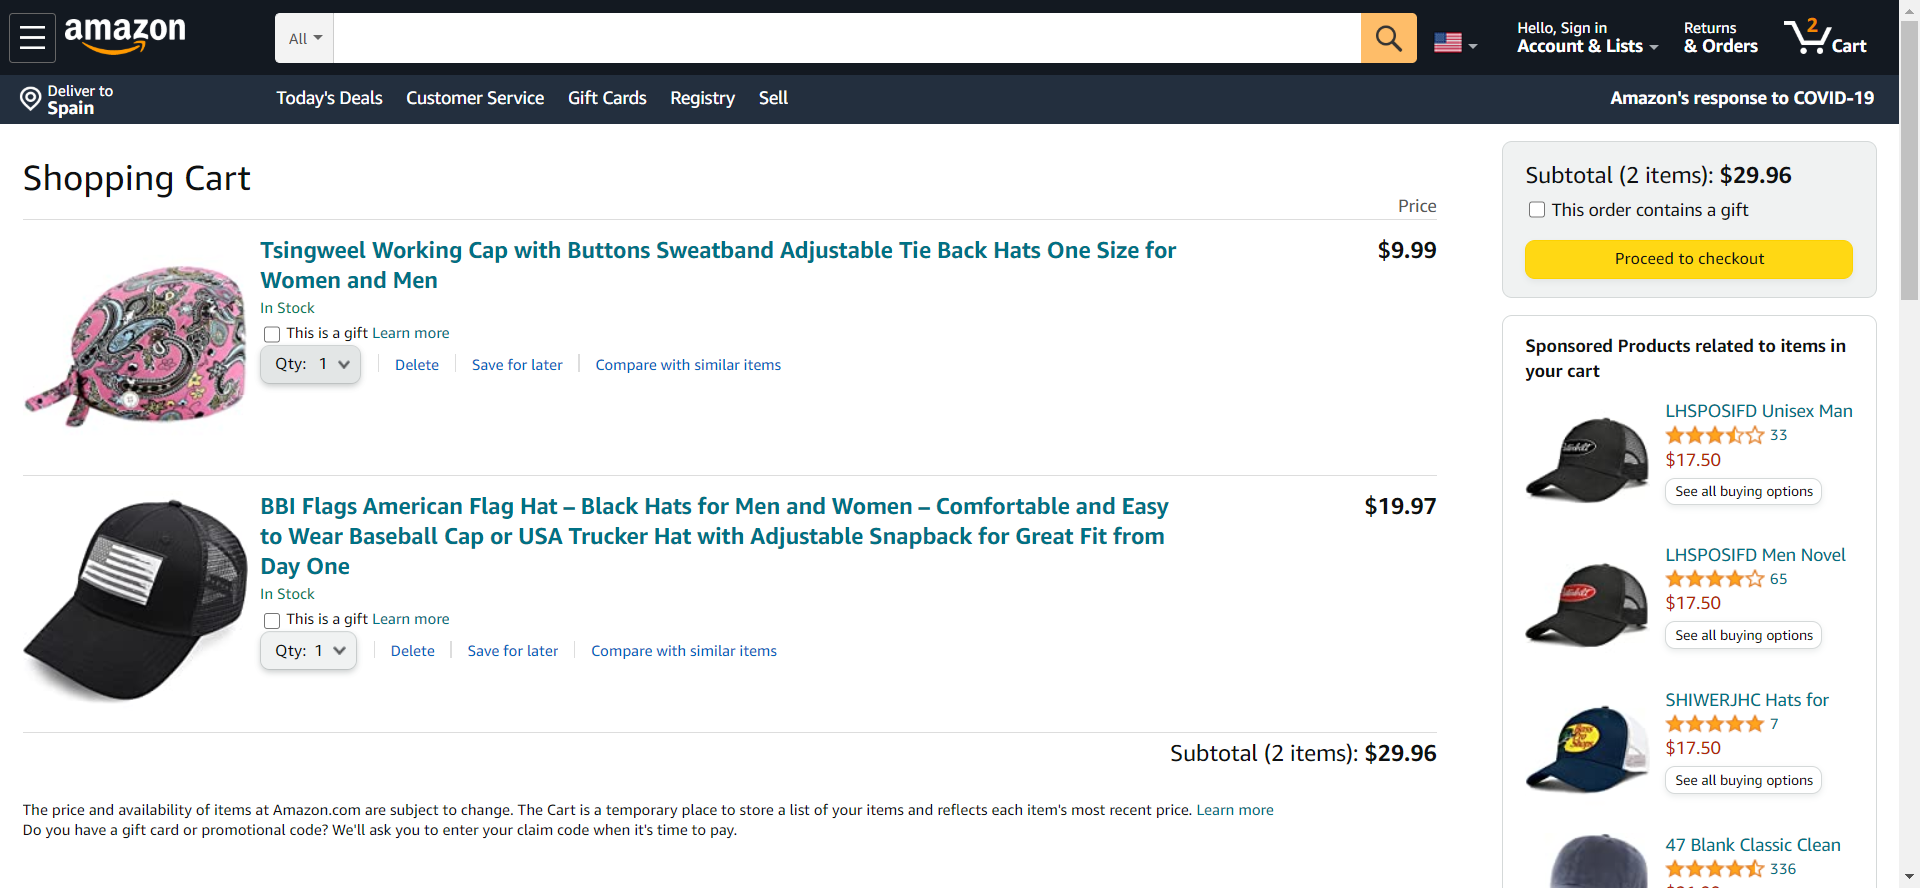 amazon
All
Hello, Sign in
Account & Lists
Returns
& Orders
2
Cart
Deliver to
Spain
Today's Deals
Customer Service
Gift Cards
Registry
Sell
Amazon's response to COVID-19
Shopping Cart
Price
Tsingweel Working Cap with Buttons Sweatband Adjustable Tie Back Hats One Size for
Women and Men
$9.99
In Stock
This is a gift Learn more
Qty: 1
Delete
Save for later
Compare with similar items
BBI Flags American Flag Hat – Black Hats for Men and Women – Comfortable and Easy
to Wear Baseball Cap or USA Trucker Hat with Adjustable Snapback for Great Fit from
Day One
$19.97
In Stock
This is a gift Learn more
Qty: 1
Delete
Save for later
Compare with similar items
Subtotal (2 items): $29.96
The price and availability of items at Amazon.com are subject to change. The Cart is a temporary place to store a list of your items and reflects each item's most recent price. Learn more
Do you have a gift card or promotional code? We'll ask you to enter your claim code when it's time to pay.
Subtotal (2 items): $29.96
This order contains a gift
Proceed to checkout
Sponsored Products related to items in
your cart
LHSPOSIFD Unisex Man
33
$17.50
See all buying options
LHSPOSIFD Men Novel
65
$17.50
See all buying options
SHIWERJHC Hats for
7
$17.50
See all buying options
Bass
Pro
Shops
47 Blank Classic Clean
336